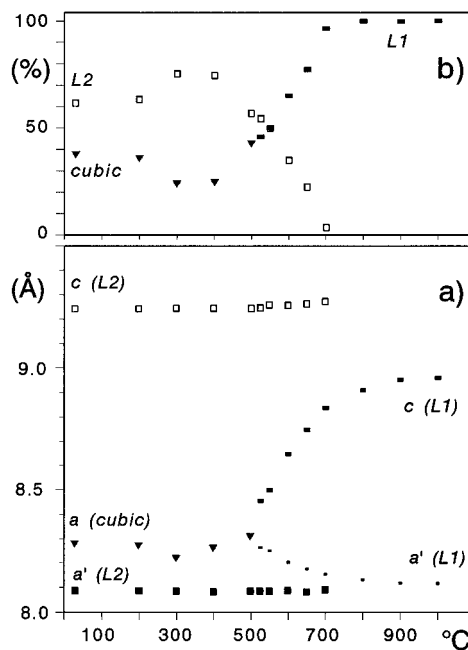 100
(%)
L1
b)
L2
50
cubic
0
(Å)
c (L2)
a)
9.0
c (L1)
8.5
a (cubic)
a' (L2)
a' (L1)
8.0
100 300 500 700 900 °C